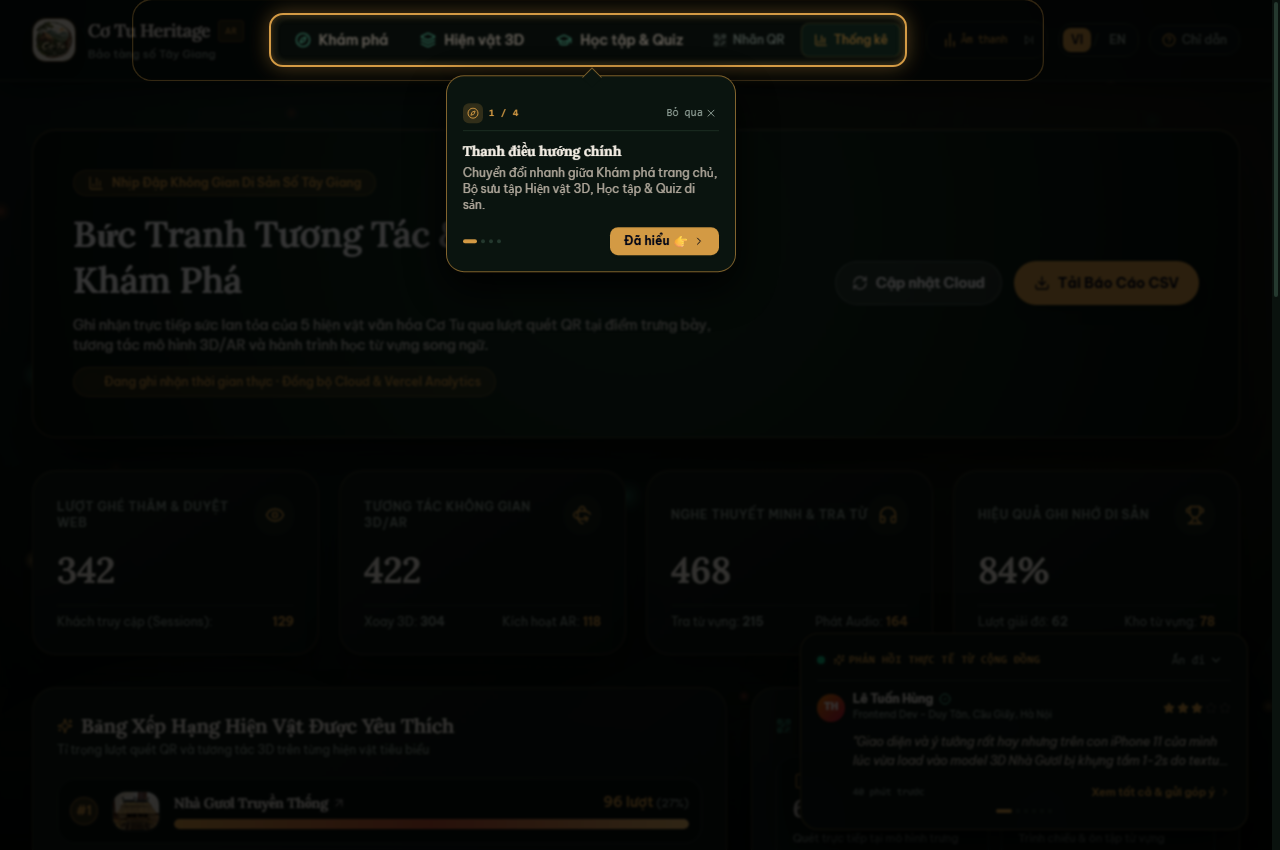 Cơ Tu Heritage
Bảo tàng số Tây Giang
Khám phá
Hiện vật 3D
Học tập & Quiz
Nhãn QR
Thống kê
Âm thanh
VI
EN
Chỉ dẫn
1 / 4
Bỏ qua
Thanh điều hướng chính
Chuyển đổi nhanh giữa Khám phá trang chủ,
Bộ sưu tập Hiện vật 3D, Học tập & Quiz di
sản.
Đã hiểu 👉
Nhịp Đập Không Gian Di Sản Số Tây Giang
Bức Tranh Tương Tác &
Khám Phá
Ghi nhận trực tiếp sức lan tỏa của 5 hiện vật văn hóa Cơ Tu qua lượt quét QR tại điểm trưng bày,
tương tác mô hình 3D/AR và hành trình học từ vựng song ngữ.
Đang ghi nhận thời gian thực · Đồng bộ Cloud & Vercel Analytics
Cập nhật Cloud
Tải Báo Cáo CSV
LƯỢT GHÉ THĂM & DUYỆT
WEB
342
Khách truy cập (Sessions):
129
TƯƠNG TÁC KHÔNG GIAN
3D/AR
422
Xoay 3D: 304
Kích hoạt AR: 118
NGHE THUYẾT MINH & TRA TỪ
468
Tra từ vựng: 215
Phát Audio: 164
HIỆU QUẢ GHI NHỚ DI SẢN
84%
Lượt giải đố: 62
Kho từ vựng: 78
Bảng Xếp Hạng Hiện Vật Được Yêu Thích
Tỉ trọng lượt quét QR và tương tác 3D trên từng hiện vật tiêu biểu
#1
Nhà Gươl Truyền Thống
96 lượt (27%)
PHẢN HỒI THỰC TẾ TỪ CỘNG ĐỒNG
Ẩn đi
TH
Lê Tuấn Hùng
Frontend Dev – Duy Tân, Cầu Giấy, Hà Nội
"Giao diện và ý tưởng rất hay nhưng trên con iPhone 11 của mình
lúc vừa load vào model 3D Nhà Gươl bị khựng tầm 1-2s do textu...
phút trước
Xem tất cả & gửi góp ý